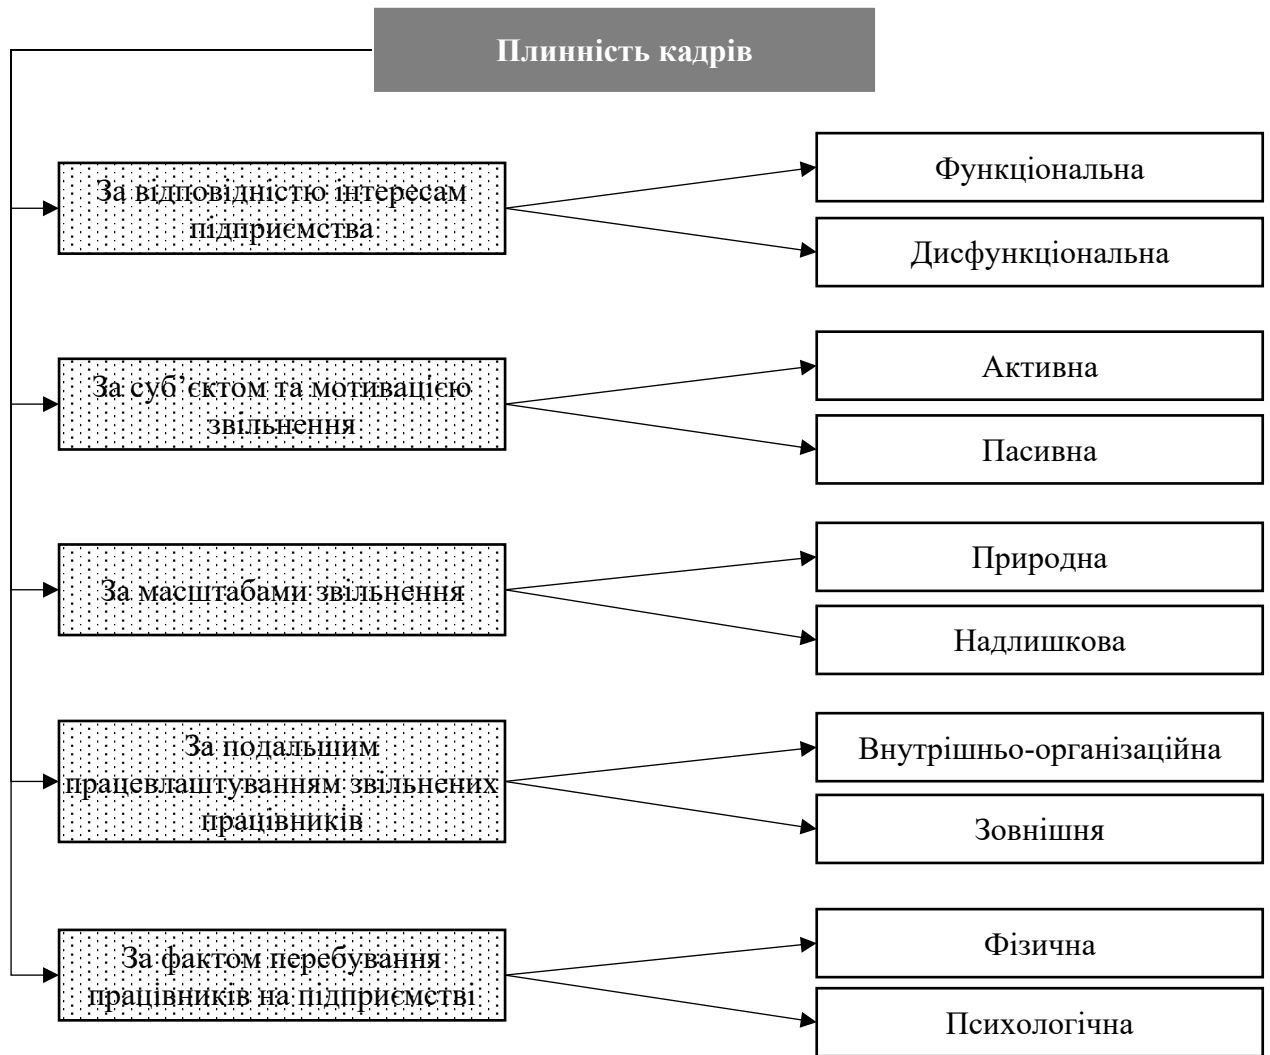 Плинність кадрів
За відповідністю інтересам
підприємства
Функціональна
Дисфункціональна
За суб’єктом та мотивацією
звільнення
Активна
Пасивна
За масштабами звільнення
Природна
Надлишкова
За подальшим
працевлаштуванням звільнених
працівників
Внутрішньо-організаційна
Зовнішня
За фактом перебування
працівників на підприємстві
Фізична
Психологічна